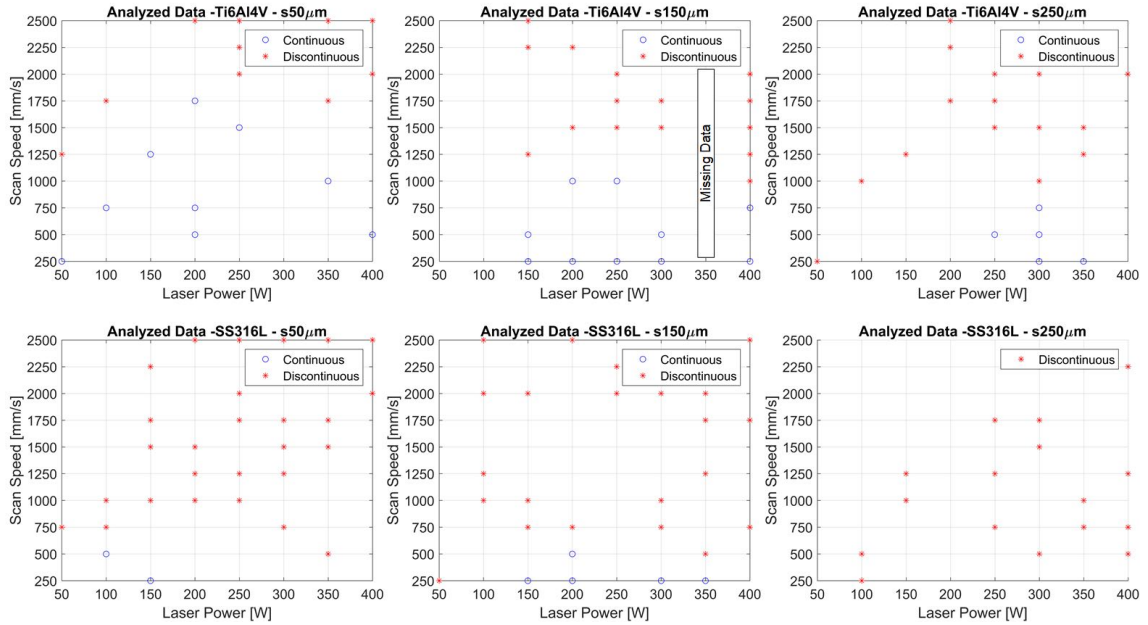 Analyzed Data -Ti6Al4V - s50μm
2500
2250
2000
1750
1500
1250
1000
750
500
250
Scan Speed [mm/s]
Continuous
Discontinuous
50 100 150 200 250 300 350 400
Laser Power [W]
Analyzed Data -Ti6Al4V - s150μm
2500
2250
2000
1750
1500
1250
1000
750
500
250
Scan Speed [mm/s]
Continuous
Discontinuous
Missing Data
50 100 150 200 250 300 350 400
Laser Power [W]
Analyzed Data -Ti6Al4V - s250μm
2500
2250
2000
1750
1500
1250
1000
750
500
250
Scan Speed [mm/s]
Continuous
Discontinuous
50 100 150 200 250 300 350 400
Laser Power [W]
Analyzed Data -SS316L - s50μm
2500
2250
2000
1750
1500
1250
1000
750
500
250
Scan Speed [mm/s]
Continuous
Discontinuous
50 100 150 200 250 300 350 400
Laser Power [W]
Analyzed Data -SS316L - s150μm
2500
2250
2000
1750
1500
1250
1000
750
500
250
Scan Speed [mm/s]
Continuous
Discontinuous
50 100 150 200 250 300 350 400
Laser Power [W]
Analyzed Data -SS316L - s250μm
2500
2250
2000
1750
1500
1250
1000
750
500
250
Scan Speed [mm/s]
Discontinuous
50 100 150 200 250 300 350 400
Laser Power [W]